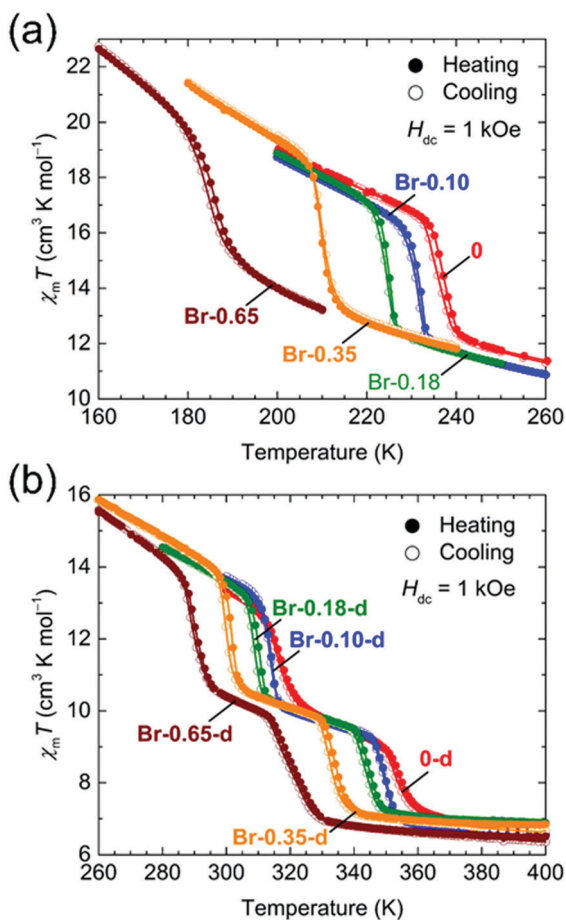 (a)
22
20
18
16
14
12
10
χmT (cm³ K mol⁻¹)
● Heating
○ Cooling
Hdc = 1 kOe
Br-0.10
0
Br-0.65
Br-0.35
Br-0.18
160 180 200 220 240 260
Temperature (K)
(b)
16
14
12
10
8
6
χmT (cm³ K mol⁻¹)
● Heating
○ Cooling
Hdc = 1 kOe
Br-0.18-d
Br-0.10-d
Br-0.65-d
0-d
Br-0.35-d
260 280 300 320 340 360 380 400
Temperature (K)